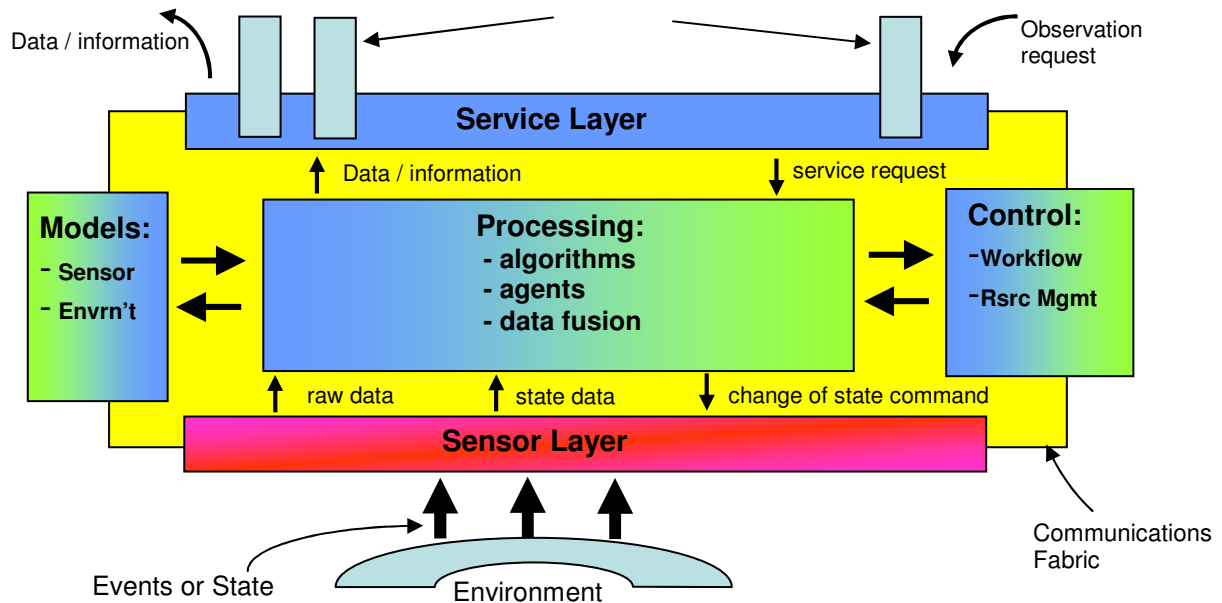 Data / information
Observation
request
Service Layer
Data / information
service request
Models:
- Sensor
- Envrn't
Processing:
- algorithms
- agents
- data fusion
Control:
-Workflow
-Rsrc Mgmt
raw data
state data
change of state command
Sensor Layer
Communications
Fabric
Events or State
Environment